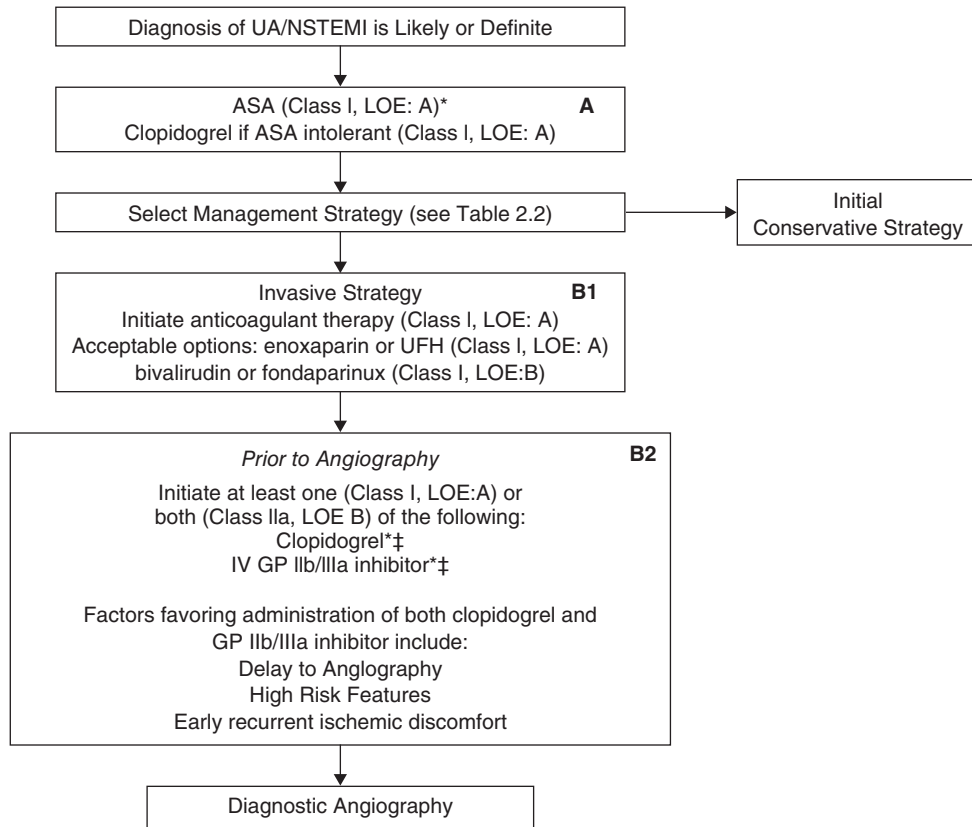 Diagnosis of UA/NSTEMI is Likely or Definite
ASA (Class I, LOE: A)* A
Clopidogrel if ASA intolerant (Class I, LOE: A)
Select Management Strategy (see Table 2.2)
Initial
Conservative Strategy
Invasive Strategy B1
Initiate anticoagulant therapy (Class I, LOE: A)
Acceptable options: enoxaparin or UFH (Class I, LOE: A)
bivalirudin or fondaparinux (Class I, LOE:B)
B2
Prior to Angiography
Initiate at least one (Class I, LOE:A) or
both (Class IIa, LOE B) of the following:
Clopidogrel*‡
IV GP IIb/IIIa inhibitor*‡
Factors favoring administration of both clopidogrel and
GP IIb/IIIa inhibitor include:
Delay to Anglography
High Risk Features
Early recurrent ischemic discomfort
Diagnostic Angiography